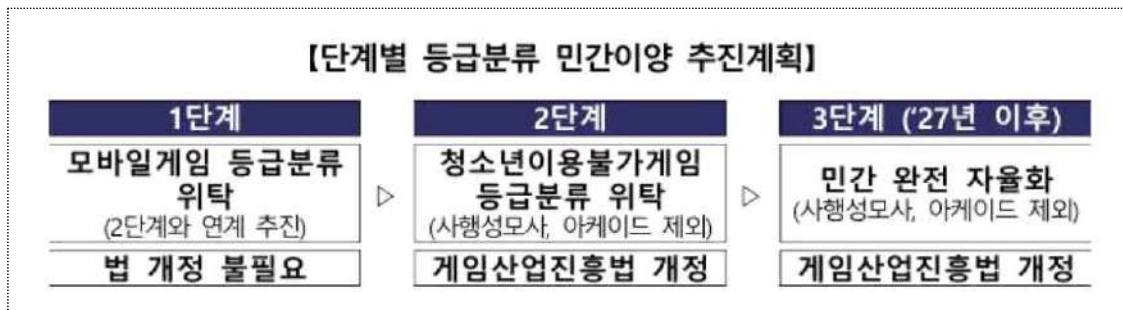 【단계별 등급분류 민간이양 추진계획】
1단계
모바일게임 등급분류
위탁
(2단계와 연계 추진)
법 개정 불필요
▷
2단계
청소년이용불가게임
등급분류 위탁
(사행성모사, 아케이드 제외)
게임산업진흥법 개정
▷
3단계 ('27년 이후)
민간 완전 자율화
(사행성모사, 아케이드 제외)
게임산업진흥법 개정